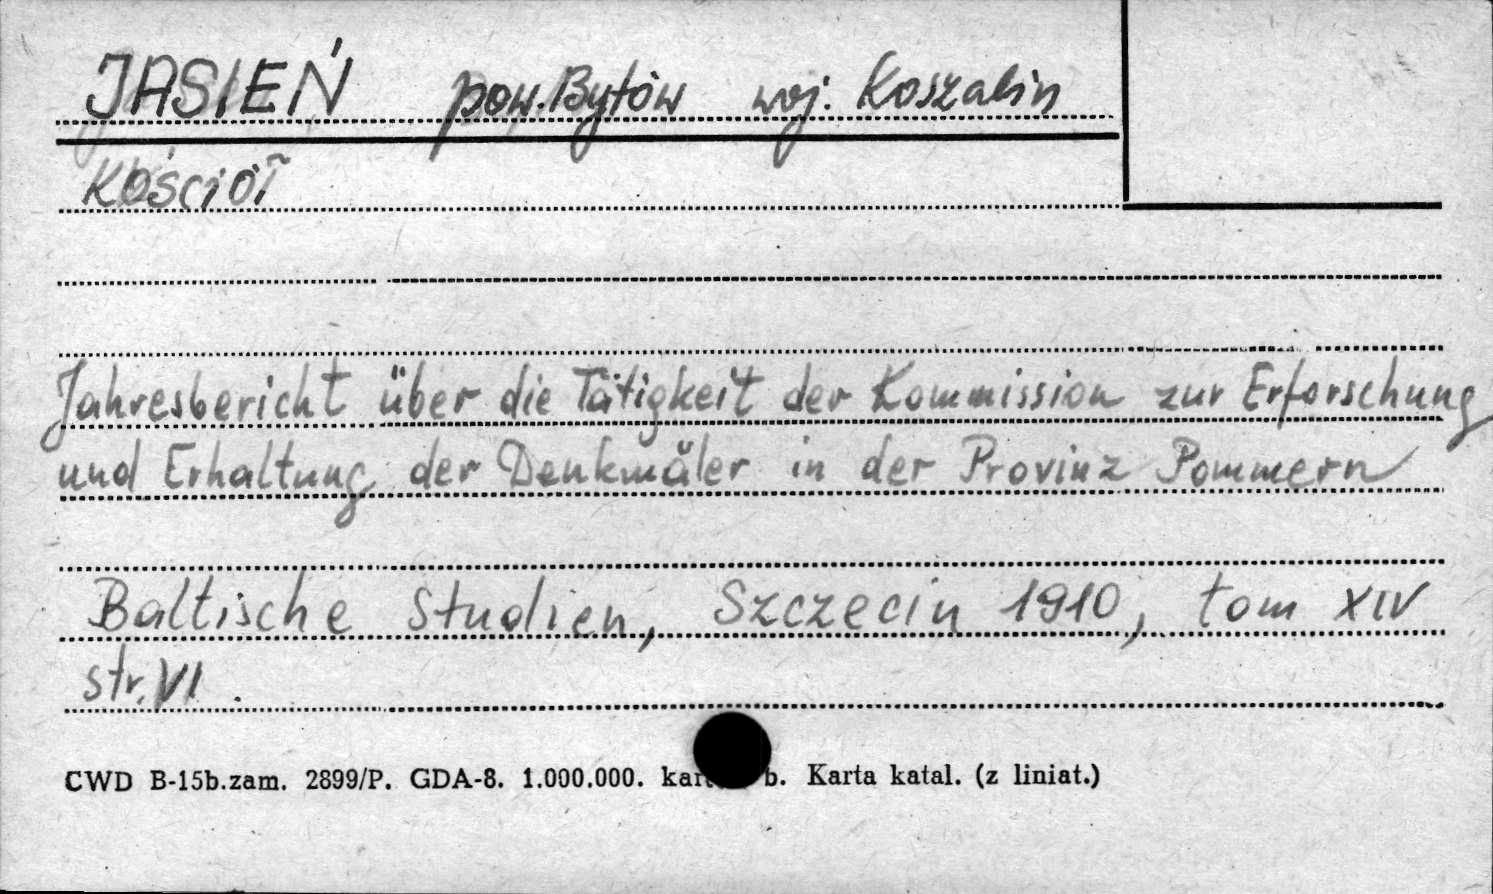 JASIEŃ pow. Bytów woj. Koszalin
Kościół
Jahresbericht über die Tätigkeit der Kommission zur Erforschung
und Erhaltung der Denkmäler in der Provinz Pommern
Baltische Studien, Szczecin 1910, tom XIV
str. VI.
CWD B-15b.zam. 2899/P. GDA-8. 1.000.000. b. Karta katal. (z liniat.)